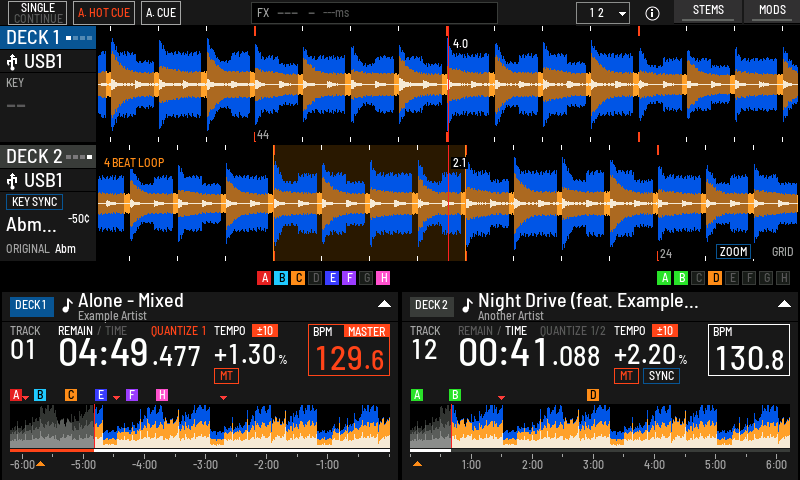 SINGLE
CONTINUE
A. HOT CUE
A. CUE
FX --- - ---ms
1 2
STEMS
MODS
DECK 1
USB1
KEY
--
4.0
44
DECK 2
USB1
KEY SYNC
Abm... -50¢
ORIGINAL Abm
4 BEAT LOOP
2.1
24
ZOOM
GRID
A B C D E F G H
A B C D E F G H
DECK1
Alone - Mixed
Example Artist
TRACK
01
REMAIN / TIME
04:49.477
QUANTIZE 1
TEMPO ±10
+1.30%
MT
BPM MASTER
129.6
A B C E F H
-6:00 -5:00 -4:00 -3:00 -2:00 -1:00
DECK2
Night Drive (feat. Example...
Another Artist
TRACK
12
REMAIN / TIME
00:41.088
QUANTIZE 1/2
TEMPO ±10
+2.20%
MT SYNC
BPM
130.8
A B D
1:00 2:00 3:00 4:00 5:00 6:00